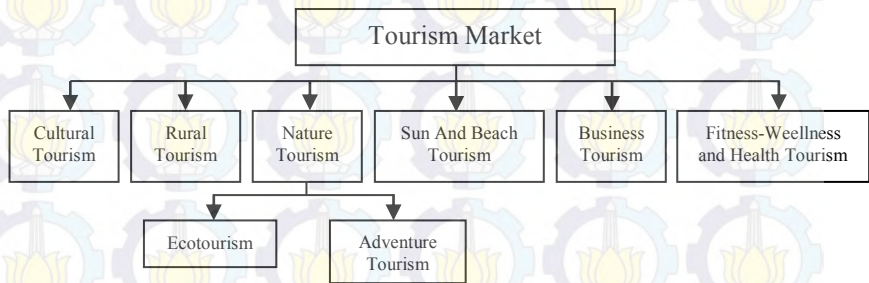 Tourism Market
Cultural
Tourism
Rural
Tourism
Nature
Tourism
Sun And Beach
Tourism
Business
Tourism
Fitness-Weellness
and Health Tourism
Ecotourism
Adventure
Tourism